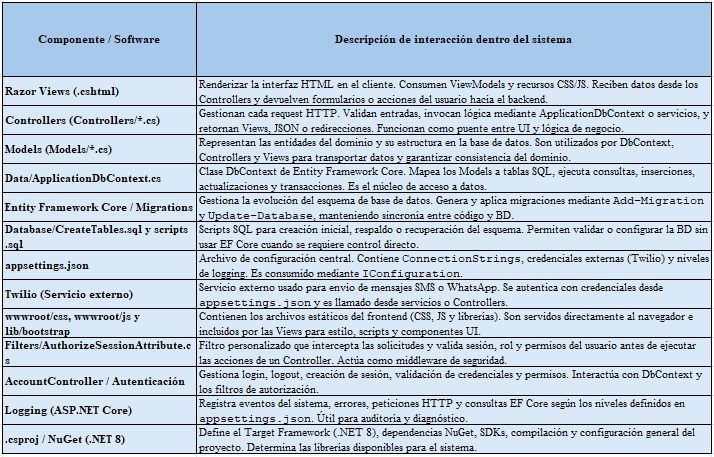 Componente / Software
Descripción de interacción dentro del sistema
Razor Views (.cshtml)
Renderizar la interfaz HTML en el cliente. Consumen ViewModels y recursos CSS/JS. Reciben datos desde los
Controllers y devuelven formularios o acciones del usuario hacia el backend.
Controllers (Controllers/*.cs)
Gestionan cada request HTTP. Validan entradas, invocan lógica mediante ApplicationDbContext o servicios, y
retornan Views, JSON o redirecciones. Funcionan como puente entre UI y lógica de negocio.
Models (Models/*.cs)
Representan las entidades del dominio y su estructura en la base de datos. Son utilizados por DbContext,
Controllers y Views para transportar datos y garantizar consistencia del dominio.
Data/ApplicationDbContext.cs
Clase DbContext de Entity Framework Core. Mapea los Models a tablas SQL, ejecuta consultas, inserciones,
actualizaciones y transacciones. Es el núcleo de acceso a datos.
Entity Framework Core / Migrations
Gestiona la evolución del esquema de base de datos. Genera y aplica migraciones mediante Add-Migration
y Update-Database, manteniendo sincronia entre código y BD.
Database/CreateTables.sql y scripts
.sql
Scripts SQL para creación inicial, respaldo o recuperación del esquema. Permiten validar o configurar la BD sin
usar EF Core cuando se requiere control directo.
appsettings.json
Archivo de configuración central. Contiene ConnectionStrings, credenciales externas (Twilio) y niveles
de logging. Es consumido mediante IConfiguration.
Twilio (Servicio externo)
Servicio externo usado para envio de mensajes SMS o WhatsApp. Se autentica con credenciales desde
appsettings.json y es llamado desde servicios o Controllers.
wwwroot/css, wwwroot/js y
lib/bootstrap
Contienen los archivos estáticos del frontend (CSS, JS y librerias). Son servidos directamente al navegador e
incluidos por las Views para estilo, scripts y componentes UI.
Filters/AuthorizeSessionAttribute.c
s
Filtro personalizado que intercepta las solicitudes y valida sesión, rol y permisos del usuario antes de ejecutar
las acciones de un Controller. Actúa como middleware de seguridad.
AccountController / Autenticación
Gestiona login, logout, creación de sesión, validación de credenciales y permisos. Interactúa con DbContext y
los filtros de autorización.
Logging (ASP.NET Core)
Registra eventos del sistema, errores, peticiones HTTP y consultas EF Core según los niveles definidos en
appsettings.json. Útil para auditoria y diagnóstico.
.csproj / NuGet (.NET 8)
Define el Target Framework (.NET 8), dependencias NuGet, SDKs, compilación y configuración general del
proyecto. Determina las librerias disponibles para el sistema.